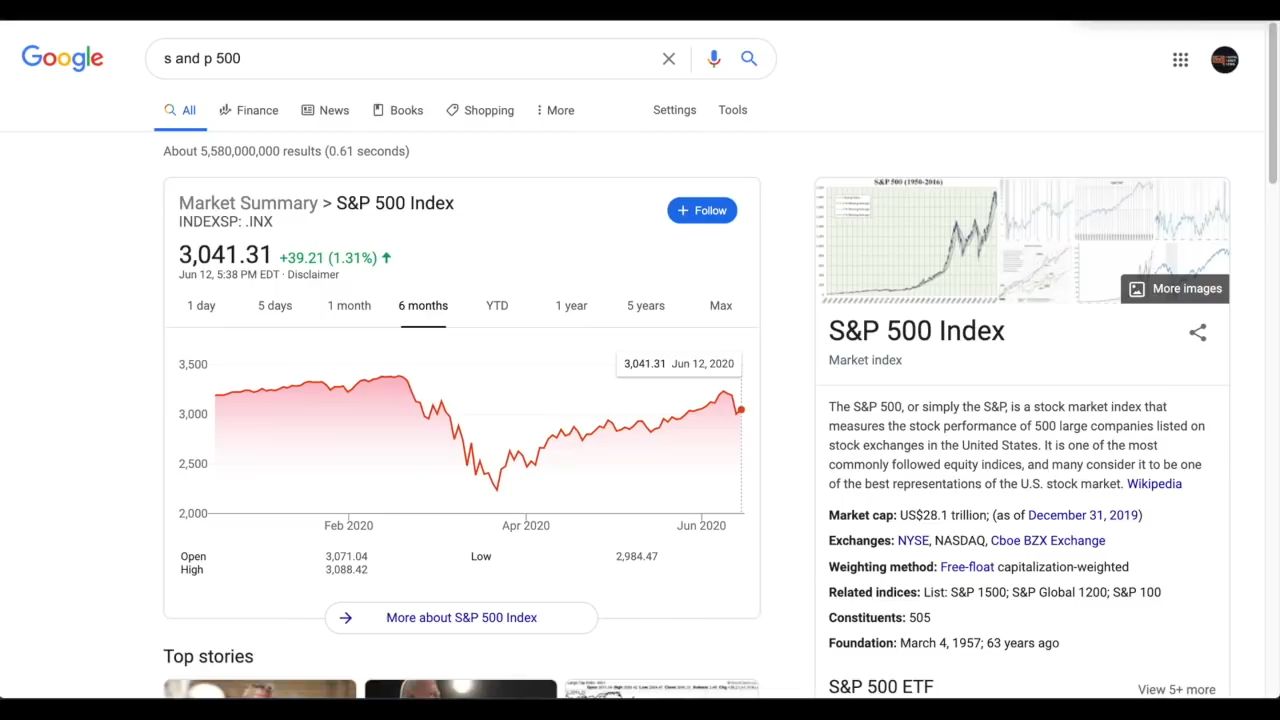 Google
s and p 500
All
Finance
News
Books
Shopping
More
Settings
Tools
About 5,580,000,000 results (0.61 seconds)
Market Summary > S&P 500 Index
INDEXSP: .INX
Follow
3,041.31 +39.21 (1.31%)
Jun 12, 5:38 PM EDT · Disclaimer
1 day
5 days
1 month
6 months
YTD
1 year
5 years
Max
3,041.31 Jun 12, 2020
3,500
3,000
2,500
2,000
Feb 2020
Apr 2020
Jun 2020
Open 3,071.04
High 3,088.42
Low 2,984.47
More about S&P 500 Index
Top stories
S&P 500 (1950-2016)
More images
S&P 500 Index
Market index
The S&P 500, or simply the S&P, is a stock market index that
measures the stock performance of 500 large companies listed on
stock exchanges in the United States. It is one of the most
commonly followed equity indices, and many consider it to be one
of the best representations of the U.S. stock market. Wikipedia
Market cap: US$28.1 trillion; (as of December 31, 2019)
Exchanges: NYSE, NASDAQ, Cboe BZX Exchange
Weighting method: Free-float capitalization-weighted
Related indices: List: S&P 1500; S&P Global 1200; S&P 100
Constituents: 505
Foundation: March 4, 1957; 63 years ago
S&P 500 ETF
View 5+ more